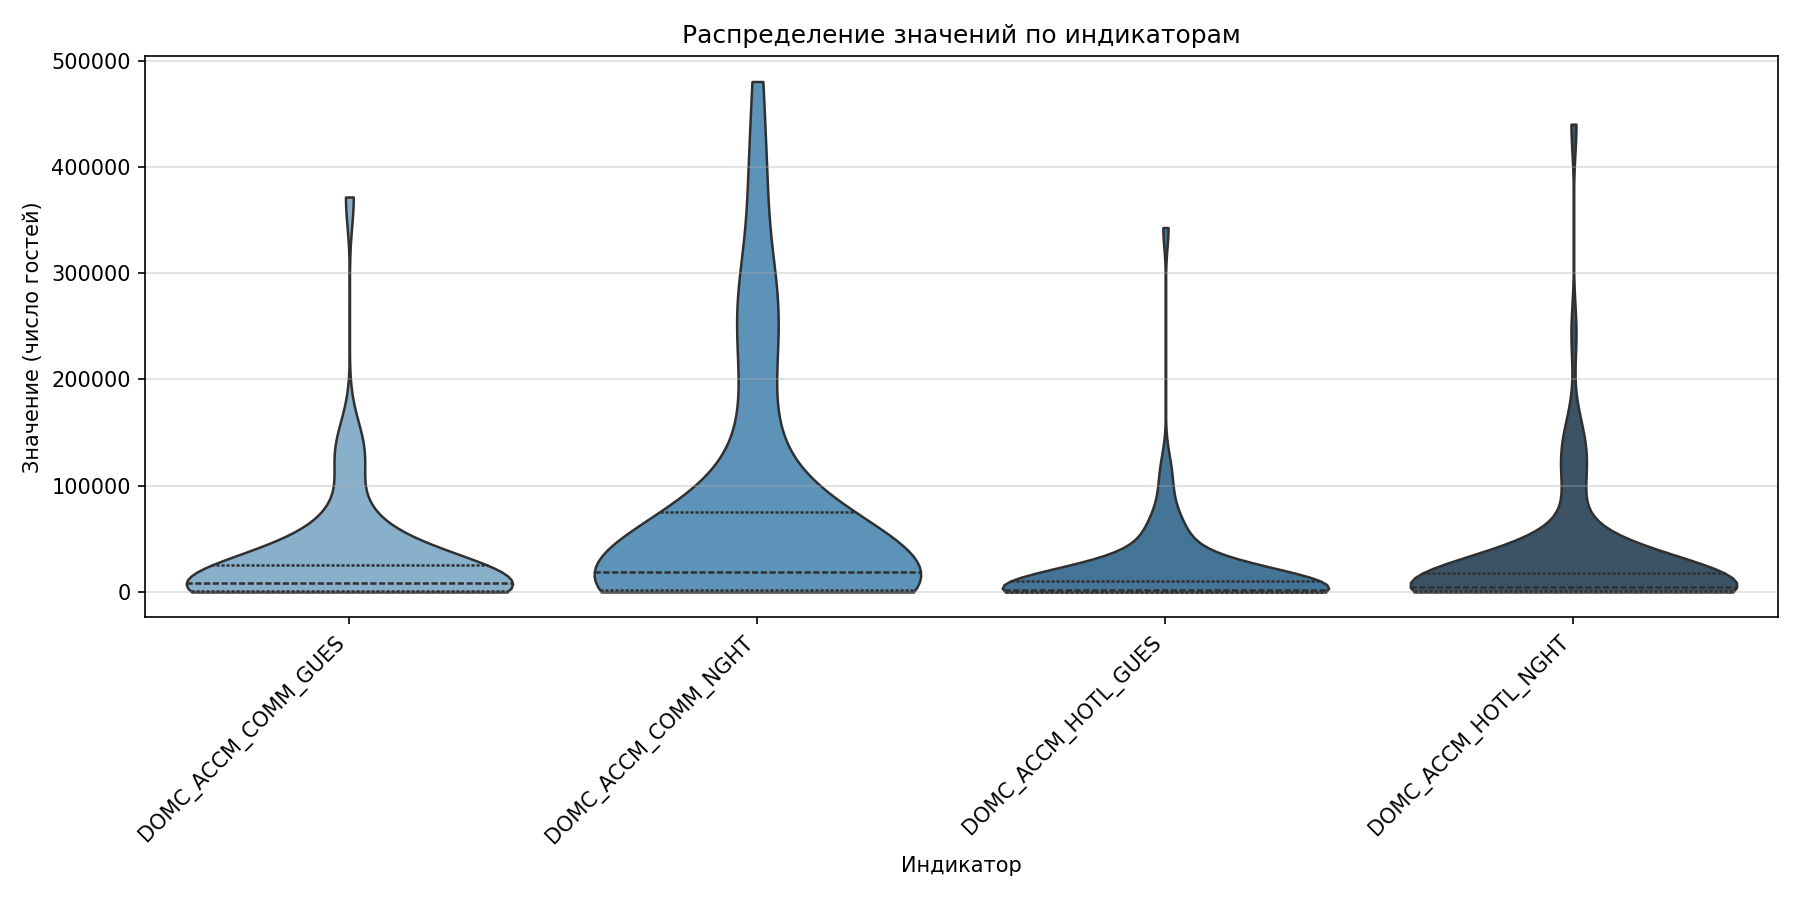 Распределение значений по индикаторам
Значение (число гостей)
500000
400000
300000
200000
100000
0
DOMC_ACCM_COMM_GUES
DOMC_ACCM_COMM_NGHT
DOMC_ACCM_HOTL_GUES
DOMC_ACCM_HOTL_NGHT
Индикатор